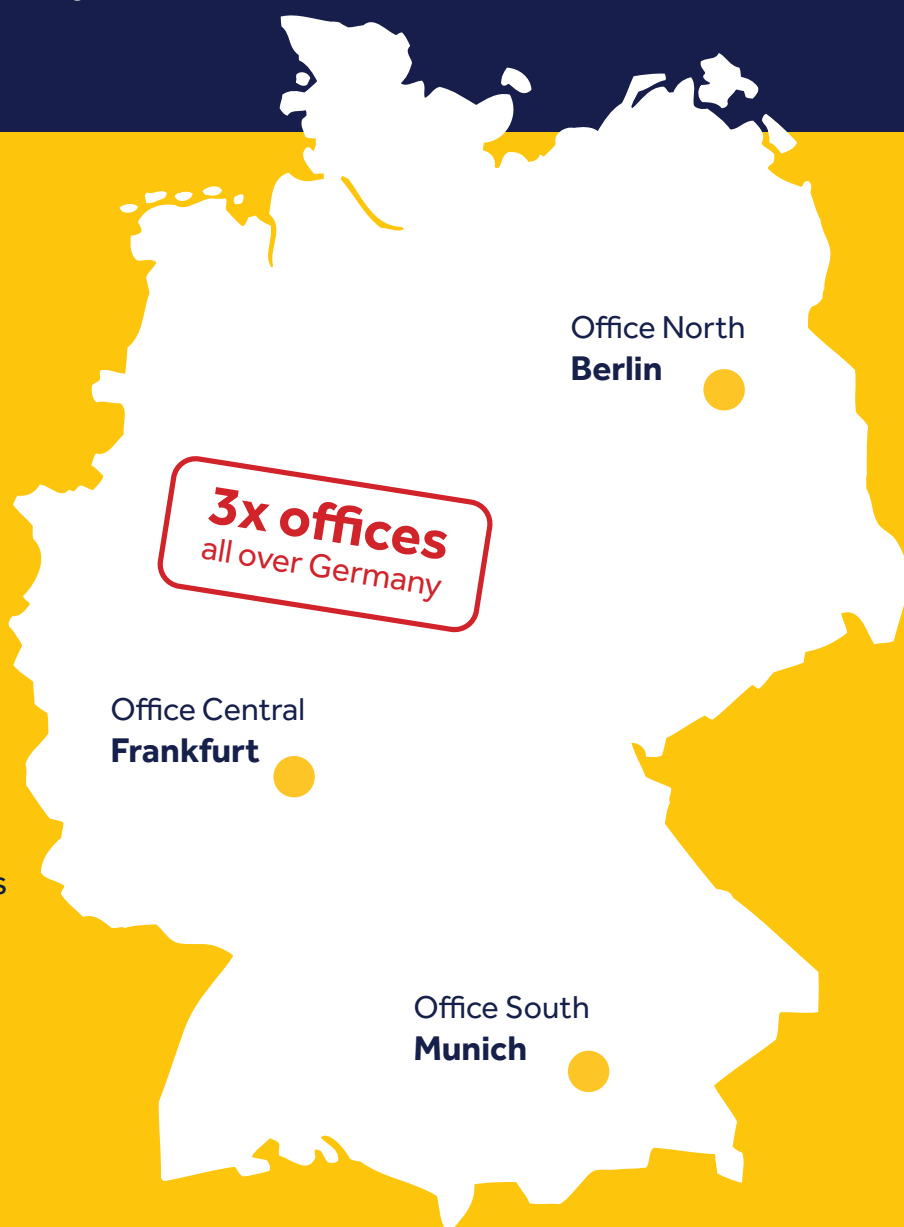 Office North
Berlin
3x offices
all over Germany
Office Central
Frankfurt
s
Office South
Munich